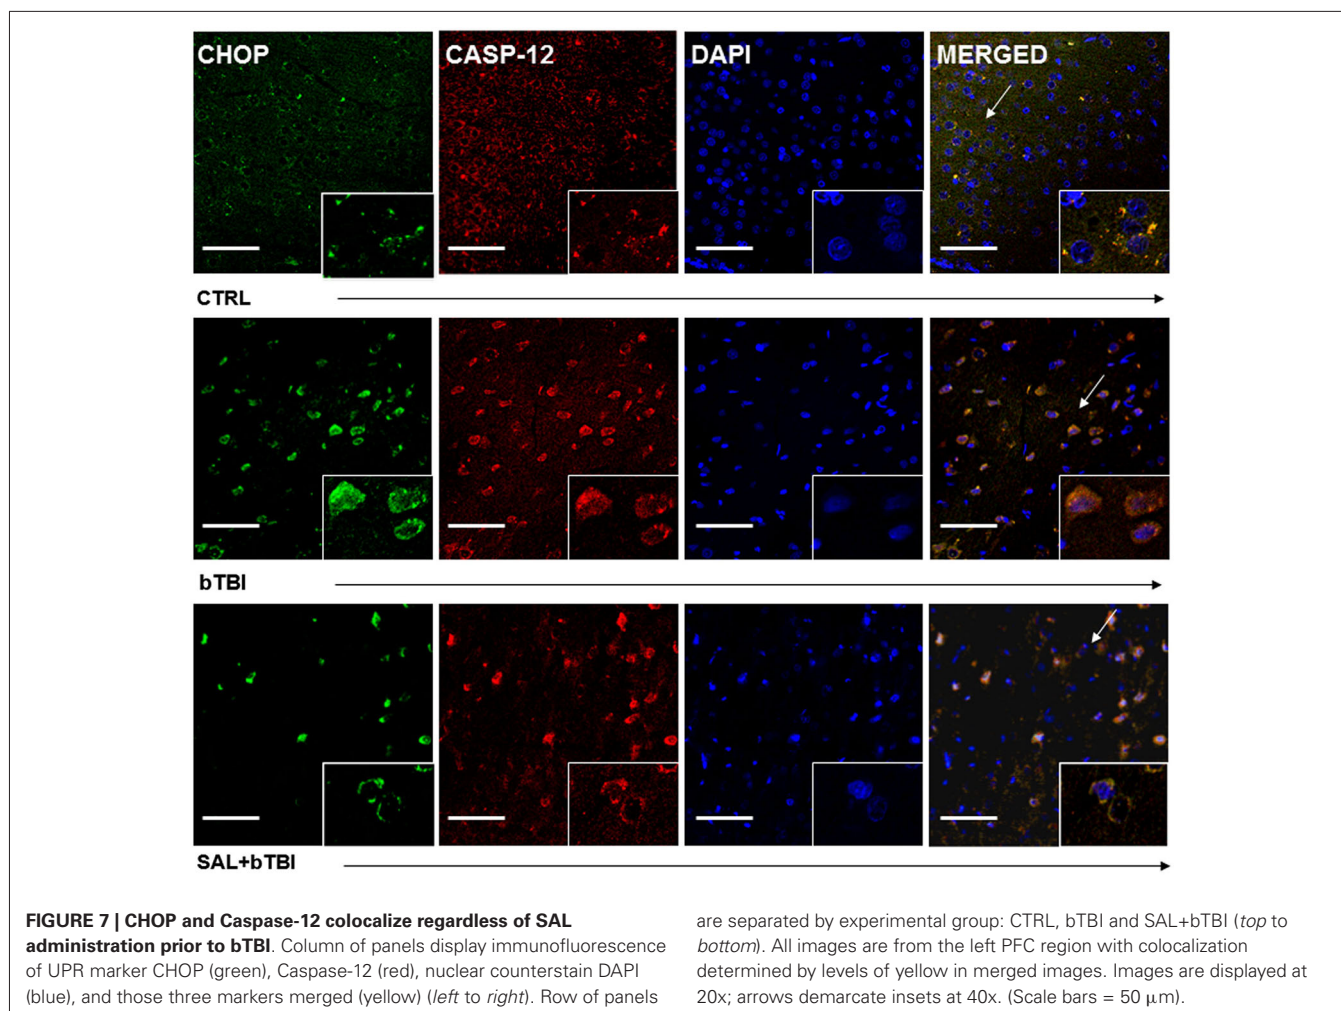 CHOP
CASP-12
DAPI
MERGED
CTRL
bTBI
SAL+bTBI
FIGURE 7 | CHOP and Caspase-12 colocalize regardless of SAL
administration prior to bTBI. Column of panels display immunofluorescence
of UPR marker CHOP (green), Caspase-12 (red), nuclear counterstain DAPI
(blue), and those three markers merged (yellow) (left to right). Row of panels
are separated by experimental group: CTRL, bTBI and SAL+bTBI (top to
bottom). All images are from the left PFC region with colocalization
determined by levels of yellow in merged images. Images are displayed at
20x; arrows demarcate insets at 40x. (Scale bars = 50 μm).